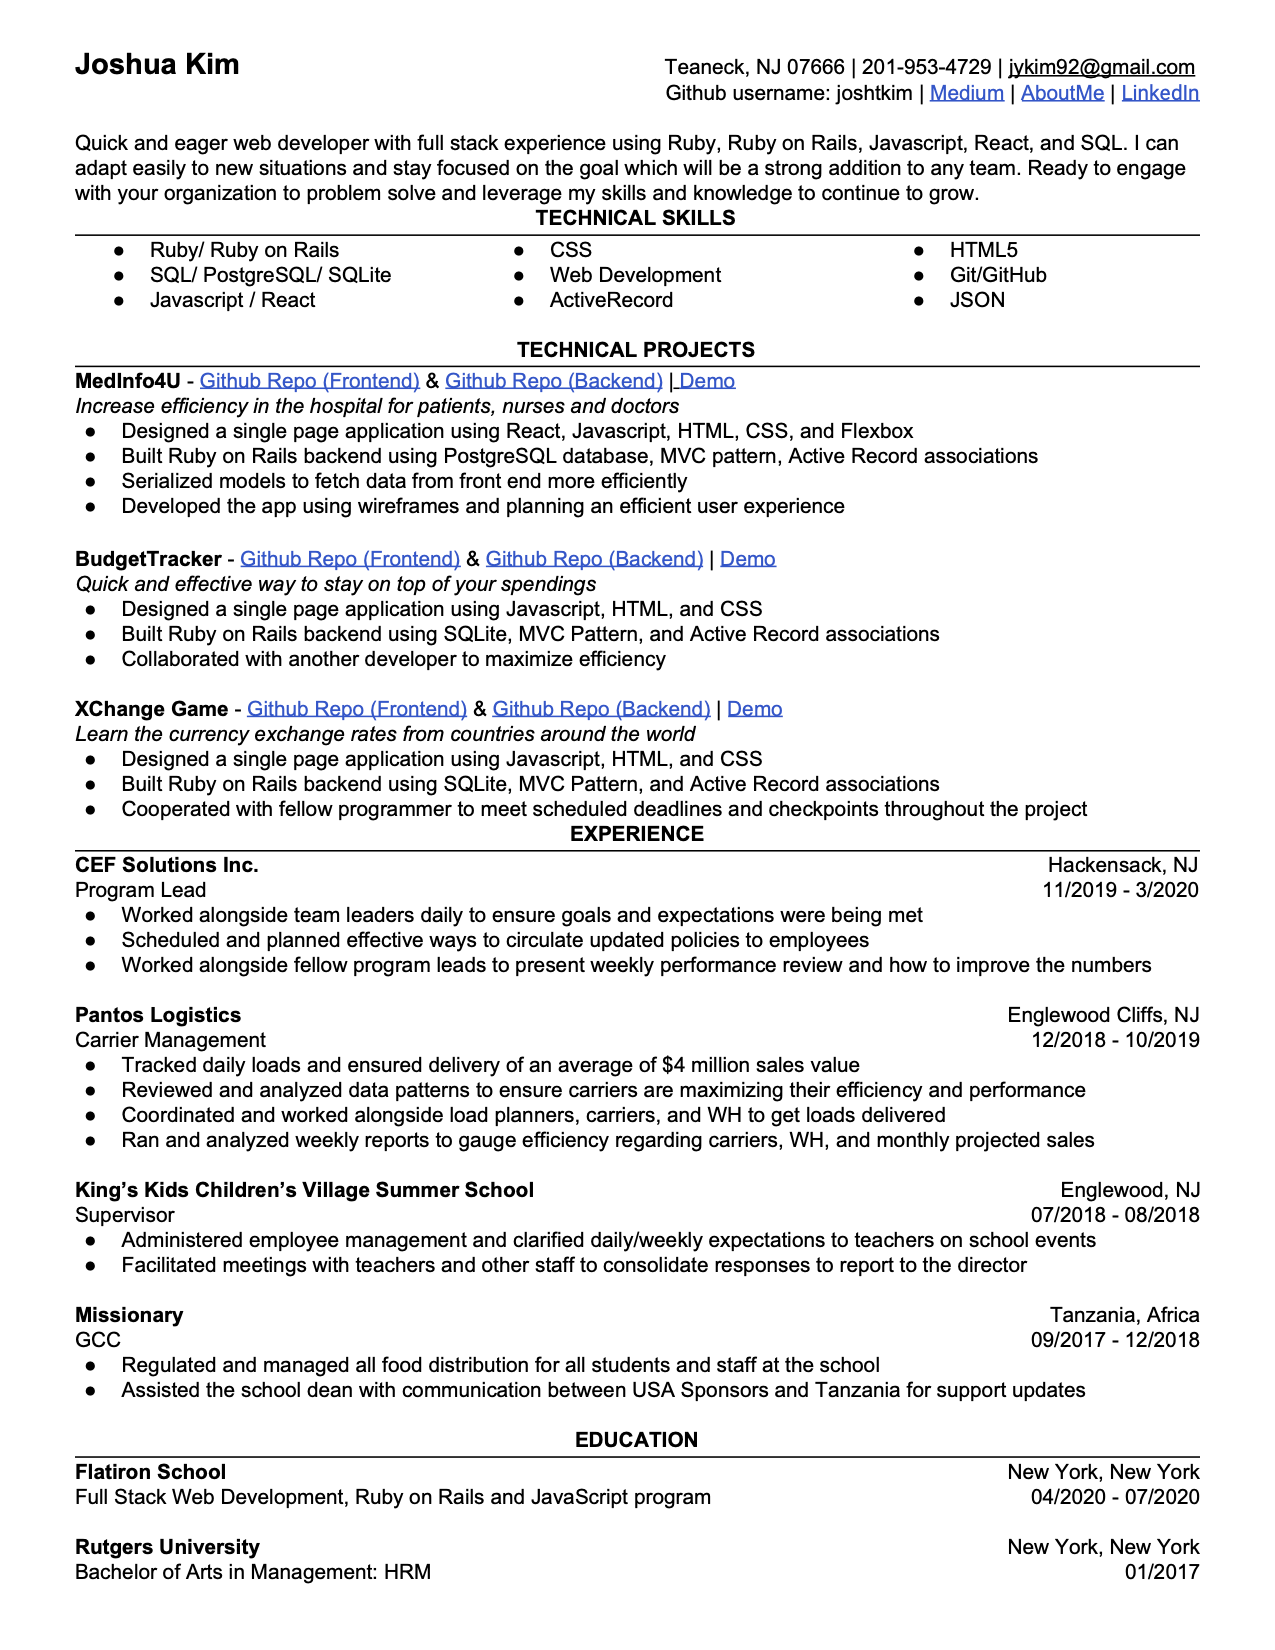 Joshua Kim
Teaneck, NJ 07666 | 201-953-4729 | jykim92@gmail.com
Github username: joshtkim | Medium | AboutMe | LinkedIn
Quick and eager web developer with full stack experience using Ruby, Ruby on Rails, Javascript, React, and SQL. I can
adapt easily to new situations and stay focused on the goal which will be a strong addition to any team. Ready to engage
with your organization to problem solve and leverage my skills and knowledge to continue to grow.
TECHNICAL SKILLS
● Ruby/ Ruby on Rails
● SQL/ PostgreSQL/ SQLite
● Javascript / React
● CSS
● Web Development
● ActiveRecord
● HTML5
● Git/GitHub
● JSON
TECHNICAL PROJECTS
MedInfo4U - Github Repo (Frontend) & Github Repo (Backend) | Demo
Increase efficiency in the hospital for patients, nurses and doctors
● Designed a single page application using React, Javascript, HTML, CSS, and Flexbox
● Built Ruby on Rails backend using PostgreSQL database, MVC pattern, Active Record associations
● Serialized models to fetch data from front end more efficiently
● Developed the app using wireframes and planning an efficient user experience
BudgetTracker - Github Repo (Frontend) & Github Repo (Backend) | Demo
Quick and effective way to stay on top of your spendings
● Designed a single page application using Javascript, HTML, and CSS
● Built Ruby on Rails backend using SQLite, MVC Pattern, and Active Record associations
● Collaborated with another developer to maximize efficiency
XChange Game - Github Repo (Frontend) & Github Repo (Backend) | Demo
Learn the currency exchange rates from countries around the world
● Designed a single page application using Javascript, HTML, and CSS
● Built Ruby on Rails backend using SQLite, MVC Pattern, and Active Record associations
● Cooperated with fellow programmer to meet scheduled deadlines and checkpoints throughout the project
EXPERIENCE
CEF Solutions Inc. Hackensack, NJ
Program Lead 11/2019 - 3/2020
● Worked alongside team leaders daily to ensure goals and expectations were being met
● Scheduled and planned effective ways to circulate updated policies to employees
● Worked alongside fellow program leads to present weekly performance review and how to improve the numbers
Pantos Logistics Englewood Cliffs, NJ
Carrier Management 12/2018 - 10/2019
● Tracked daily loads and ensured delivery of an average of $4 million sales value
● Reviewed and analyzed data patterns to ensure carriers are maximizing their efficiency and performance
● Coordinated and worked alongside load planners, carriers, and WH to get loads delivered
● Ran and analyzed weekly reports to gauge efficiency regarding carriers, WH, and monthly projected sales
King’s Kids Children’s Village Summer School Englewood, NJ
Supervisor 07/2018 - 08/2018
● Administered employee management and clarified daily/weekly expectations to teachers on school events
● Facilitated meetings with teachers and other staff to consolidate responses to report to the director
Missionary Tanzania, Africa
GCC 09/2017 - 12/2018
● Regulated and managed all food distribution for all students and staff at the school
● Assisted the school dean with communication between USA Sponsors and Tanzania for support updates
EDUCATION
Flatiron School New York, New York
Full Stack Web Development, Ruby on Rails and JavaScript program 04/2020 - 07/2020
Rutgers University New York, New York
Bachelor of Arts in Management: HRM 01/2017